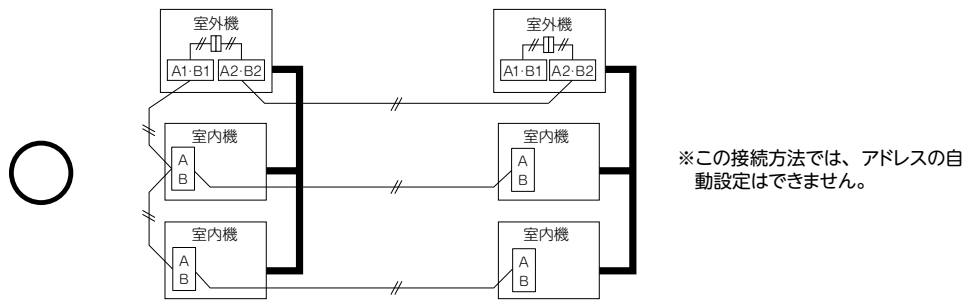 室外機
A1·B1 A2·B2
室外機
A1·B1 A2·B2
室内機
A
B
室内機
A
B
※この接続方法では、アドレスの自
動設定はできません。
室内機
A
B
室内機
A
B